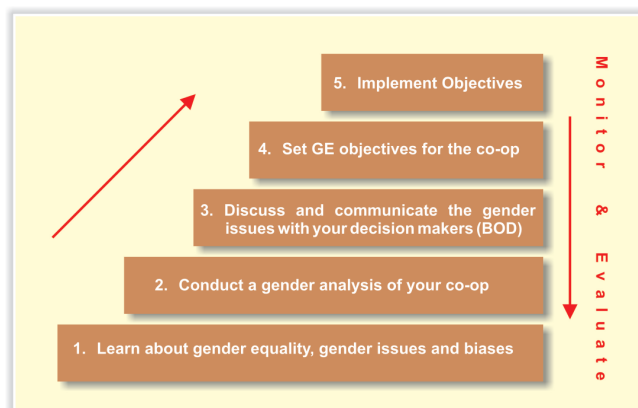 5. Implement Objectives
4. Set GE objectives for the co-op
3. Discuss and communicate the gender
issues with your decision makers (BOD)
2. Conduct a gender analysis of your co-op
1. Learn about gender equality, gender issues and biases
Monitor & Evaluate